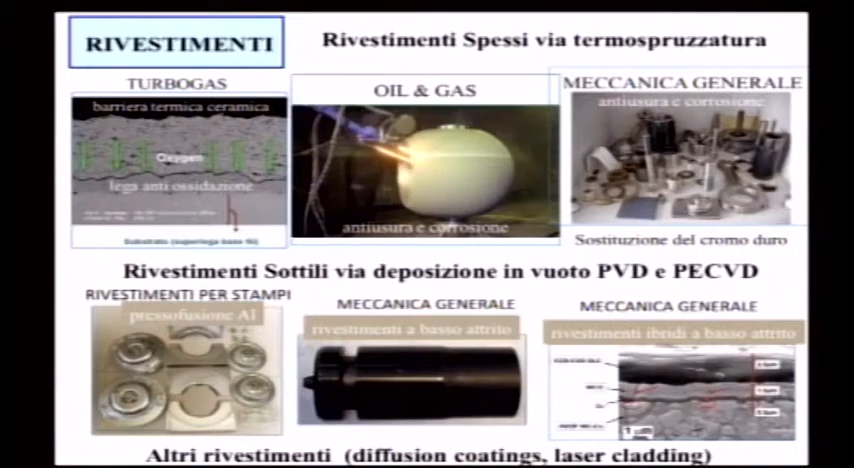 RIVESTIMENTI
Rivestimenti Spessi via termospruzzatura
TURBOGAS
OIL & GAS
MECCANICA GENERALE
barriera termica ceramica
antiusura e corrosione
Oxygen
lega anti ossidazione
antiusura e corrosione
Substrato (superlega base Ni)
Sostituzione del cromo duro
Rivestimenti Sottili via deposizione in vuoto PVD e PECVD
RIVESTIMENTI PER STAMPI
MECCANICA GENERALE
MECCANICA GENERALE
pressofusione Al
rivestimenti a basso attrito
rivestimenti ibridi a basso attrito
Altri rivestimenti (diffusion coatings, laser cladding)